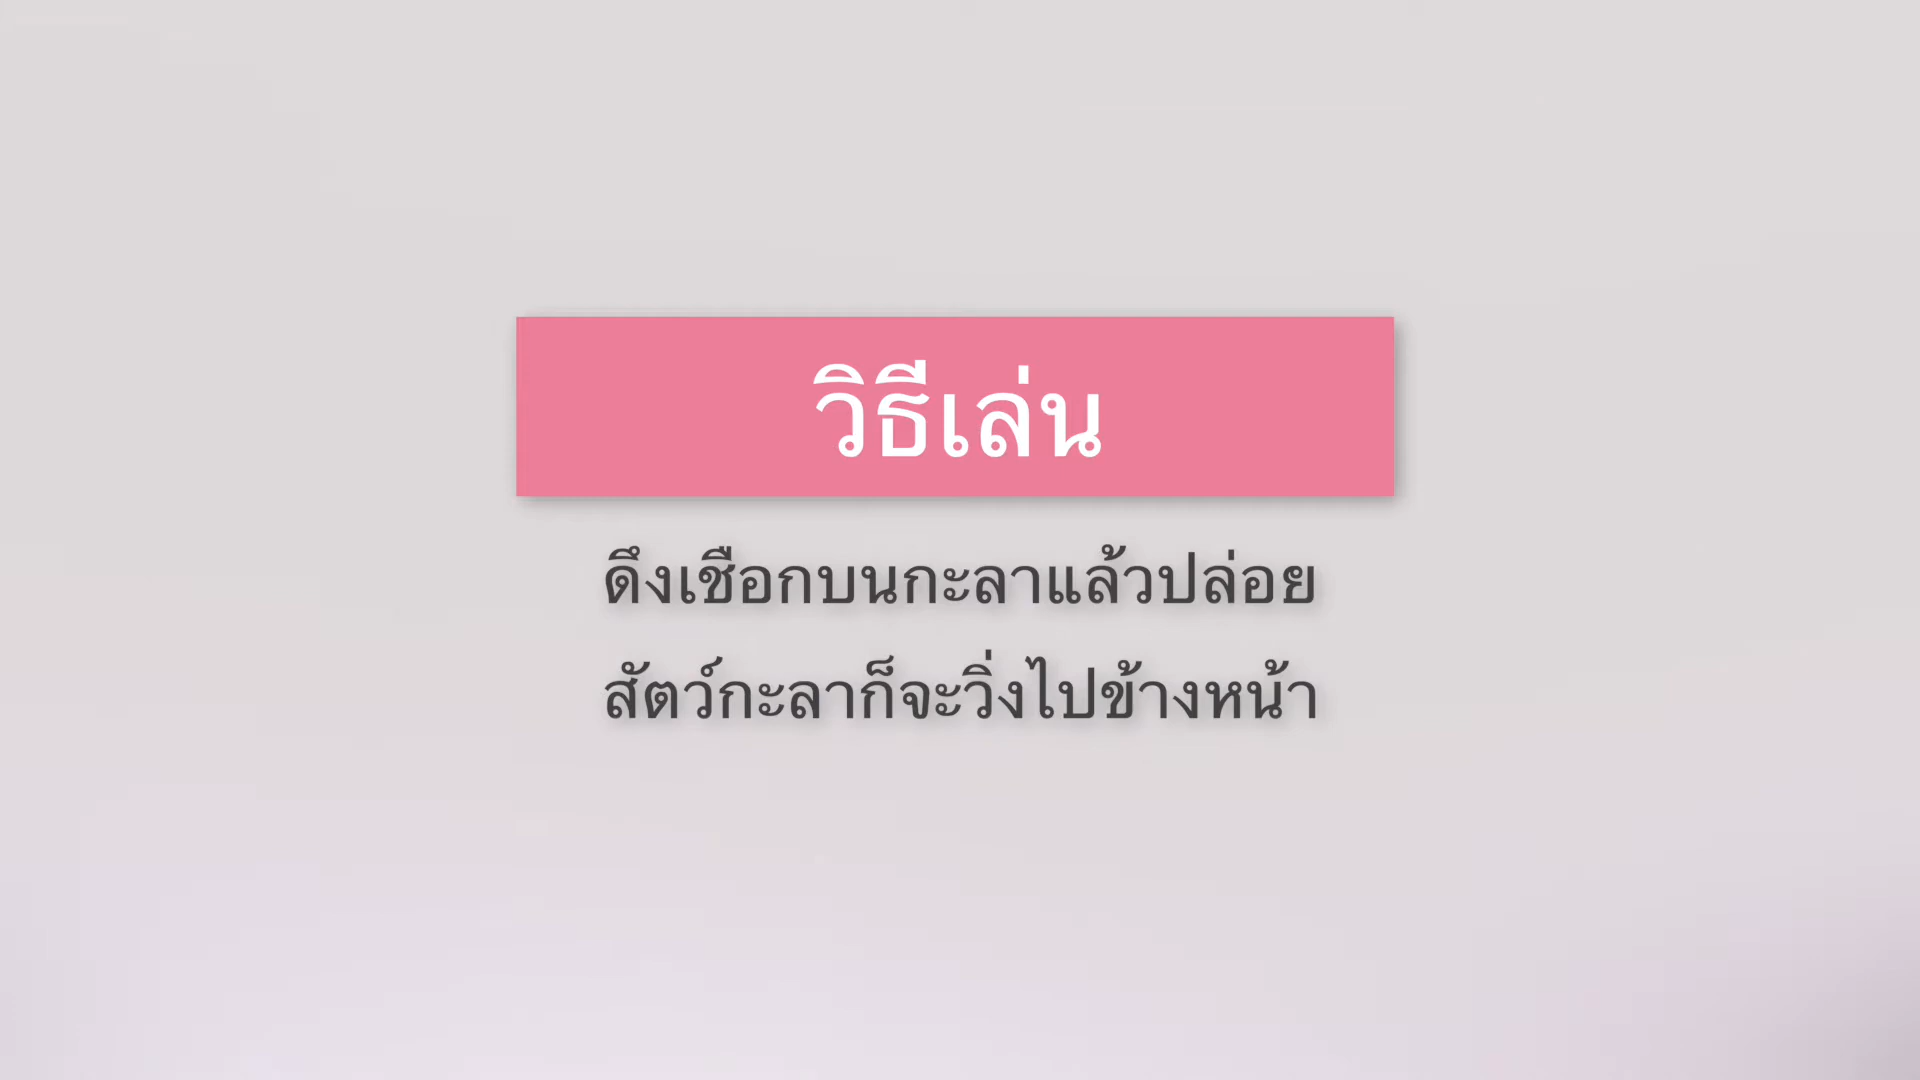 วิธีเล่น
ดึงเชือกบนกะลาแล้วปล่อย
สัตว์กะลาก็จะวิ่งไปข้างหน้า